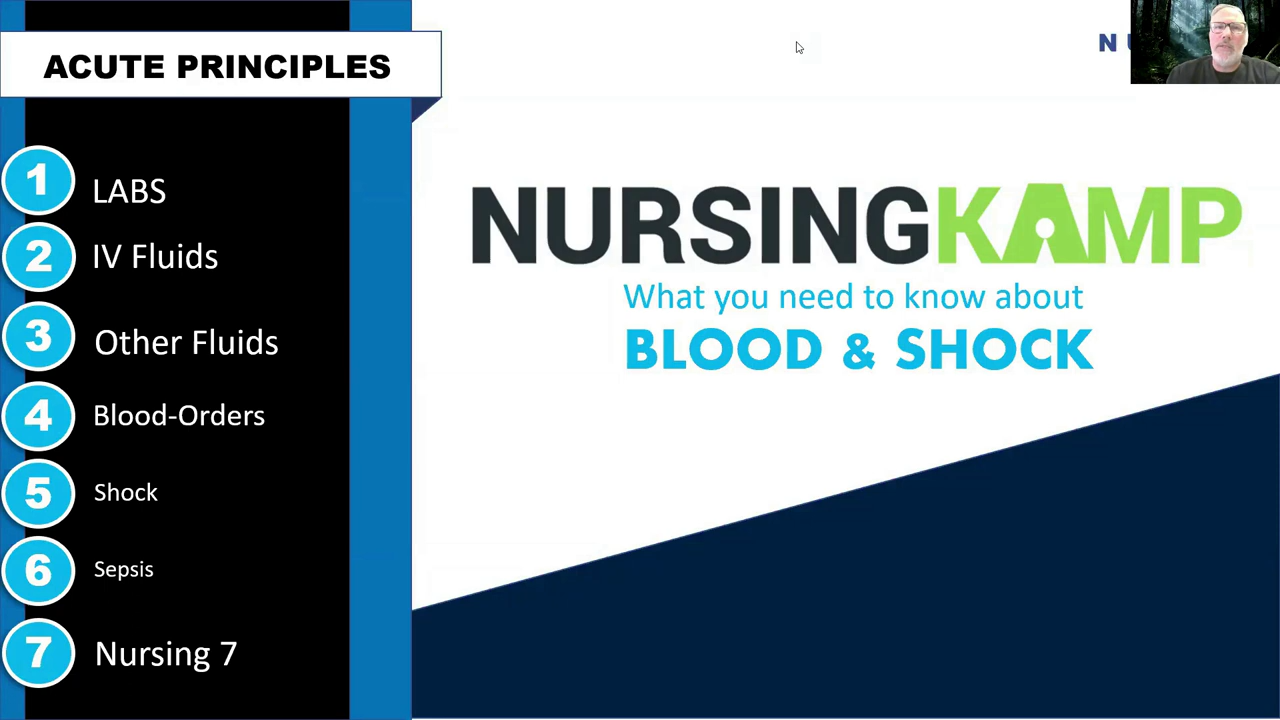 ACUTE PRINCIPLES
1 LABS
2 IV Fluids
3 Other Fluids
4 Blood-Orders
5 Shock
6 Sepsis
7 Nursing 7
NURSINGKAMP
What you need to know about
BLOOD & SHOCK